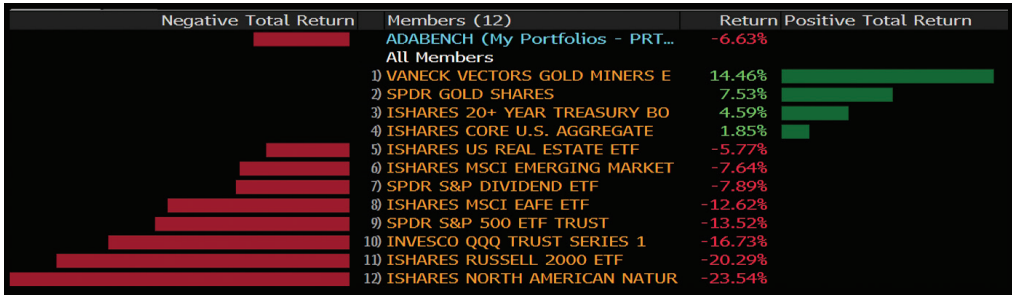 Negative Total Return Members (12) Return Positive Total Return
ADABENCH (My Portfolios - PRT... -6.63%
All Members
1) VANECK VECTORS GOLD MINERS E 14.46%
2) SPDR GOLD SHARES 7.53%
3) ISHARES 20+ YEAR TREASURY BO 4.59%
4) ISHARES CORE U.S. AGGREGATE 1.85%
5) ISHARES US REAL ESTATE ETF -5.77%
6) ISHARES MSCI EMERGING MARKET -7.64%
7) SPDR S&P DIVIDEND ETF -7.89%
8) ISHARES MSCI EAFE ETF -12.62%
9) SPDR S&P 500 ETF TRUST -13.52%
10) INVESCO QQQ TRUST SERIES 1 -16.73%
11) ISHARES RUSSELL 2000 ETF -20.29%
12) ISHARES NORTH AMERICAN NATUR -23.54%